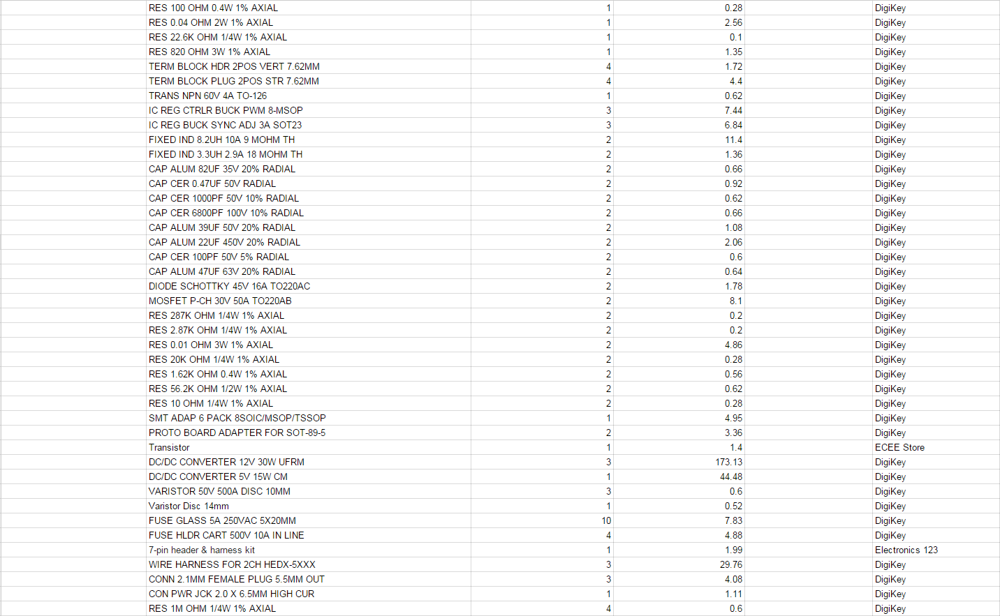 RES 100 OHM 0.4W 1% AXIAL 1 0.28 DigiKey
RES 0.04 OHM 2W 1% AXIAL 1 2.56 DigiKey
RES 22.6K OHM 1/4W 1% AXIAL 1 0.1 DigiKey
RES 820 OHM 3W 1% AXIAL 1 1.35 DigiKey
TERM BLOCK HDR 2POS VERT 7.62MM 4 1.72 DigiKey
TERM BLOCK PLUG 2POS STR 7.62MM 4 4.4 DigiKey
TRANS NPN 60V 4A TO-126 1 0.62 DigiKey
IC REG CTRLR BUCK PWM 8-MSOP 3 7.44 DigiKey
IC REG BUCK SYNC ADJ 3A SOT23 3 6.84 DigiKey
FIXED IND 8.2UH 10A 9 MOHM TH 2 11.4 DigiKey
FIXED IND 3.3UH 2.9A 18 MOHM TH 2 1.36 DigiKey
CAP ALUM 82UF 35V 20% RADIAL 2 0.66 DigiKey
CAP CER 0.47UF 50V RADIAL 2 0.92 DigiKey
CAP CER 1000PF 50V 10% RADIAL 2 0.62 DigiKey
CAP CER 6800PF 100V 10% RADIAL 2 0.66 DigiKey
CAP ALUM 39UF 50V 20% RADIAL 2 1.08 DigiKey
CAP ALUM 22UF 450V 20% RADIAL 2 2.06 DigiKey
CAP CER 100PF 50V 5% RADIAL 2 0.6 DigiKey
CAP ALUM 47UF 63V 20% RADIAL 2 0.64 DigiKey
DIODE SCHOTTKY 45V 16A TO220AC 2 1.78 DigiKey
MOSFET P-CH 30V 50A TO220AB 2 8.1 DigiKey
RES 287K OHM 1/4W 1% AXIAL 2 0.2 DigiKey
RES 2.87K OHM 1/4W 1% AXIAL 2 0.2 DigiKey
RES 0.01 OHM 3W 1% AXIAL 2 4.86 DigiKey
RES 20K OHM 1/4W 1% AXIAL 2 0.28 DigiKey
RES 1.62K OHM 0.4W 1% AXIAL 2 0.56 DigiKey
RES 56.2K OHM 1/2W 1% AXIAL 2 0.62 DigiKey
RES 10 OHM 1/4W 1% AXIAL 2 0.28 DigiKey
SMT ADAP 6 PACK 8SOIC/MSOP/TSSOP 1 4.95 DigiKey
PROTO BOARD ADAPTER FOR SOT-89-5 2 3.36 DigiKey
Transistor 1 1.4 ECEE Store
DC/DC CONVERTER 12V 30W UFRM 3 173.13 DigiKey
DC/DC CONVERTER 5V 15W CM 1 44.48 DigiKey
VARISTOR 50V 500A DISC 10MM 3 0.6 DigiKey
Varistor Disc 14mm 1 0.52 DigiKey
FUSE GLASS 5A 250VAC 5X20MM 10 7.83 DigiKey
FUSE HLDR CART 500V 10A IN LINE 4 4.88 DigiKey
7-pin header & harness kit 1 1.99 Electronics 123
WIRE HARNESS FOR 2CH HEDX-5XXX 3 29.76 DigiKey
CONN 2.1MM FEMALE PLUG 5.5MM OUT 3 4.08 DigiKey
CON PWR JCK 2.0 X 6.5MM HIGH CUR 1 1.11 DigiKey
RES 1M OHM 1/4W 1% AXIAL 4 0.6 DigiKey